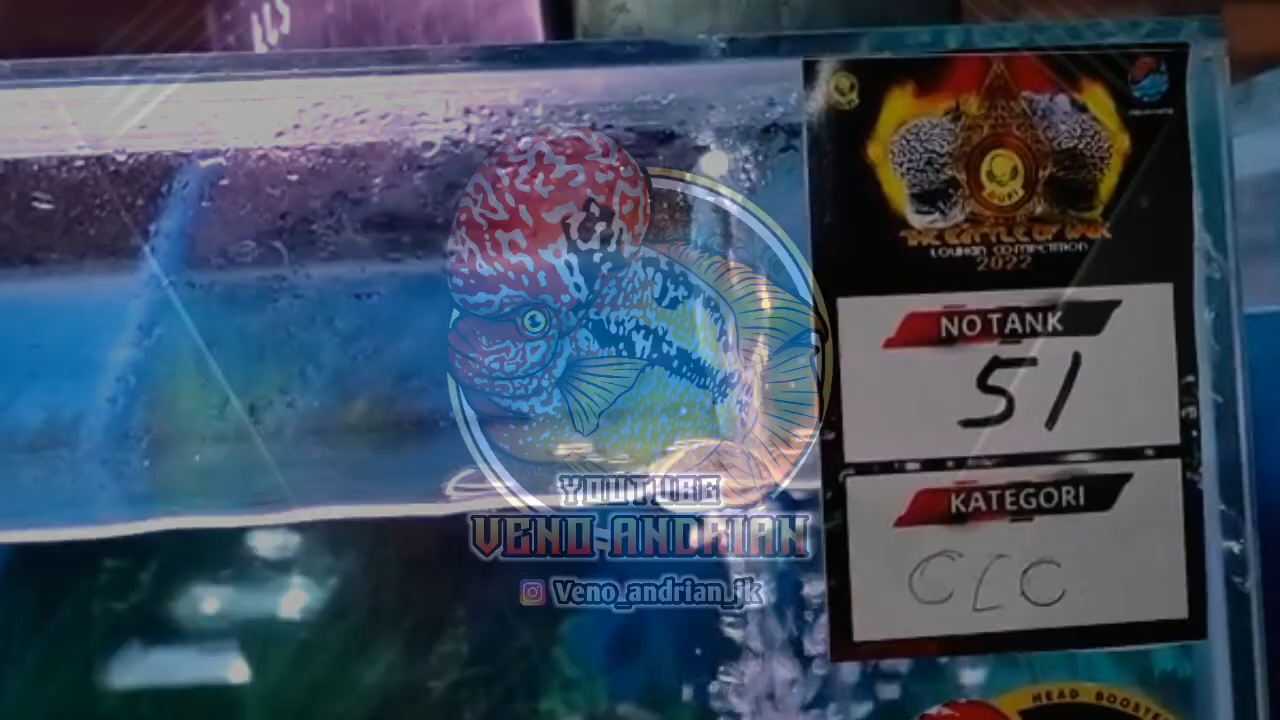 LOUHAN COMPETITION
2022
NO TANK
51
KATEGORI
CLC
YOUTUBE
VENO ANDRIAN
Veno_andrian_jk
HEAD BOOSTER